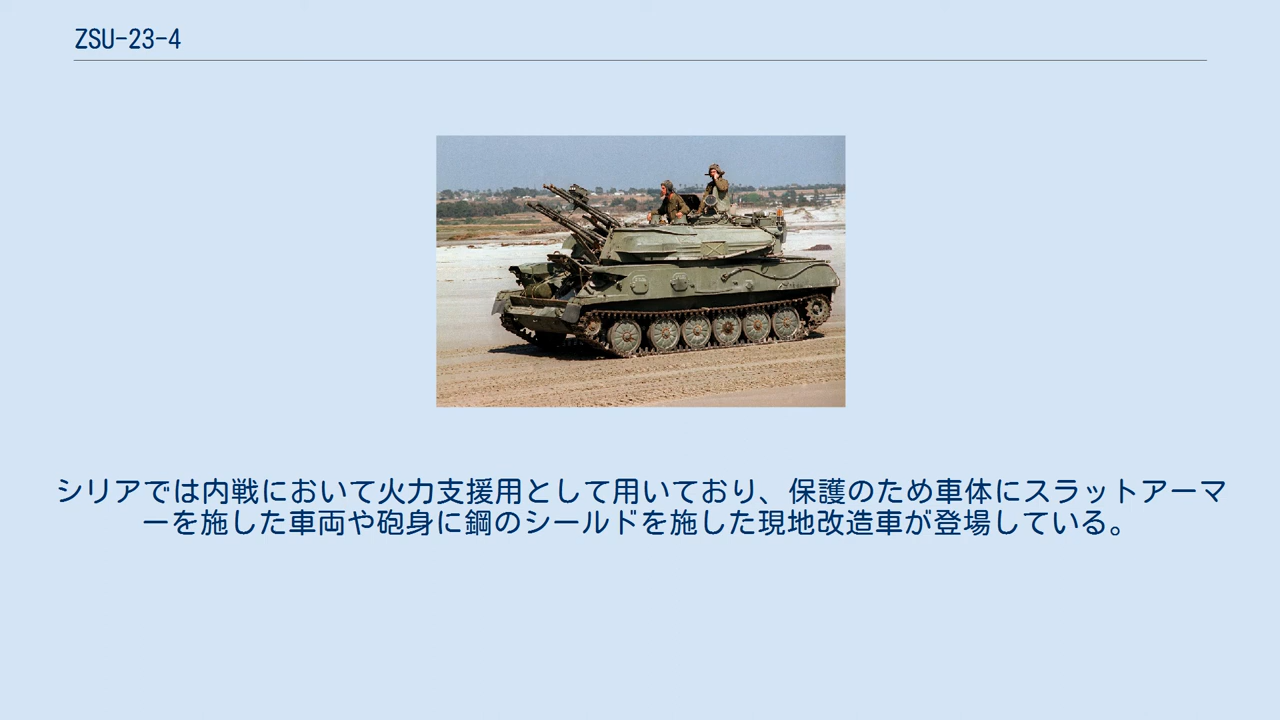 ZSU-23-4
シリアでは内戦において火力支援用として用いており、保護のため車体にスラットアーマ
ーを施した車両や砲身に鋼のシールドを施した現地改造車が登場している。